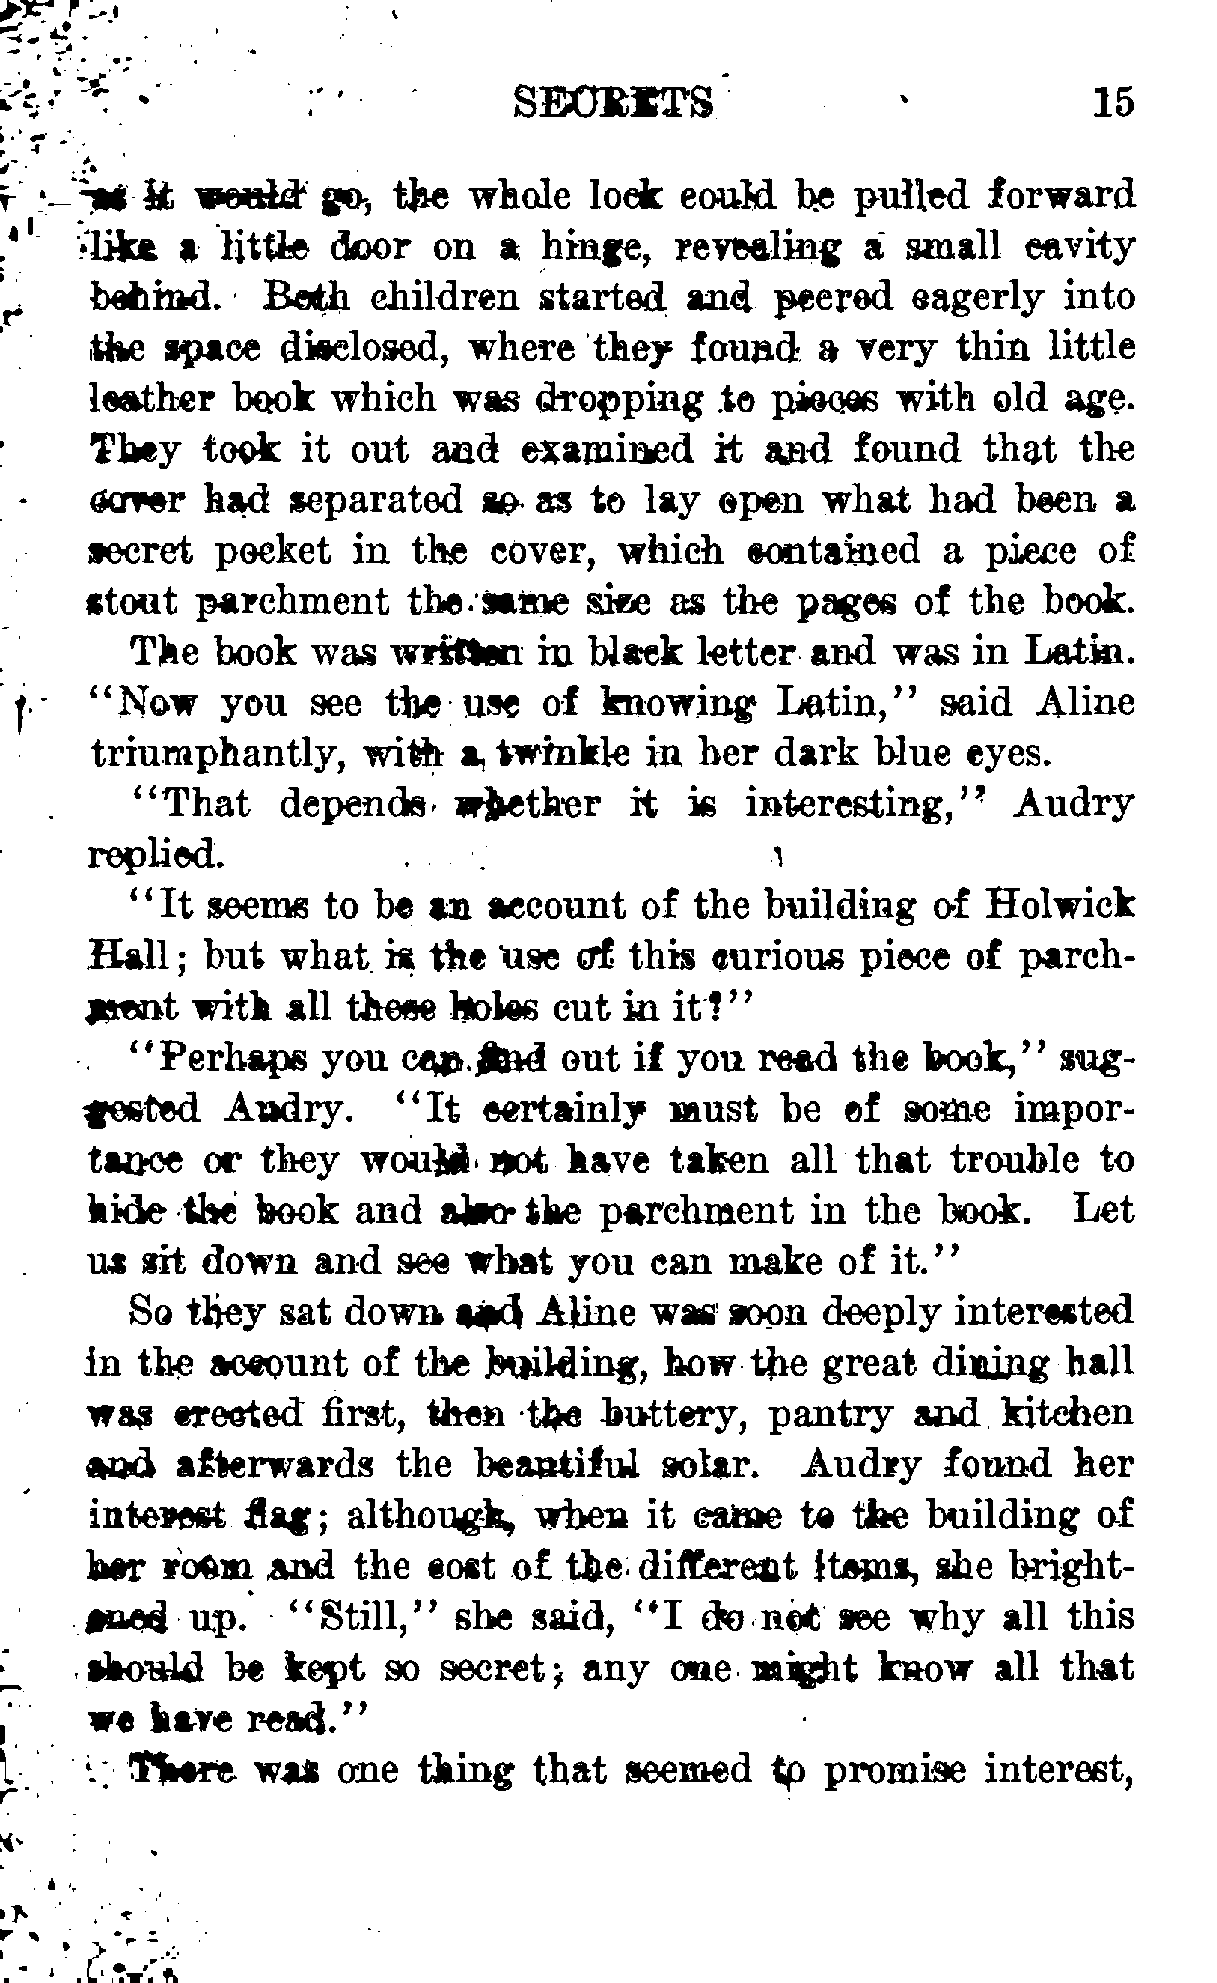 SECRETS 15
as it would go, the whole lock could be pulled forward
like a little door on a hinge, revealing a small cavity
behind. Both children started and peered eagerly into
the space disclosed, where they found a very thin little
leather book which was dropping to pieces with old age.
They took it out and examined it and found that the
cover had separated so as to lay open what had been a
secret pocket in the cover, which contained a piece of
stout parchment the same size as the pages of the book.
The book was written in black letter and was in Latin.
“Now you see the use of knowing Latin,” said Aline
triumphantly, with a twinkle in her dark blue eyes.
“That depends whether it is interesting,” Audry
replied.
“It seems to be an account of the building of Holwick
Hall; but what is the use of this curious piece of parch-
ment with all these holes cut in it?”
“Perhaps you can find out if you read the book,” sug-
gested Audry. “It certainly must be of some impor-
tance or they would not have taken all that trouble to
hide the book and also the parchment in the book. Let
us sit down and see what you can make of it.”
So they sat down and Aline was soon deeply interested
in the account of the building, how the great dining hall
was erected first, then the buttery, pantry and kitchen
and afterwards the beautiful solar. Audry found her
interest flag; although, when it came to the building of
her room and the cost of the different items, she bright-
ened up. “Still,” she said, “I do not see why all this
should be kept so secret; any one might know all that
we have read.”
There was one thing that seemed to promise interest,